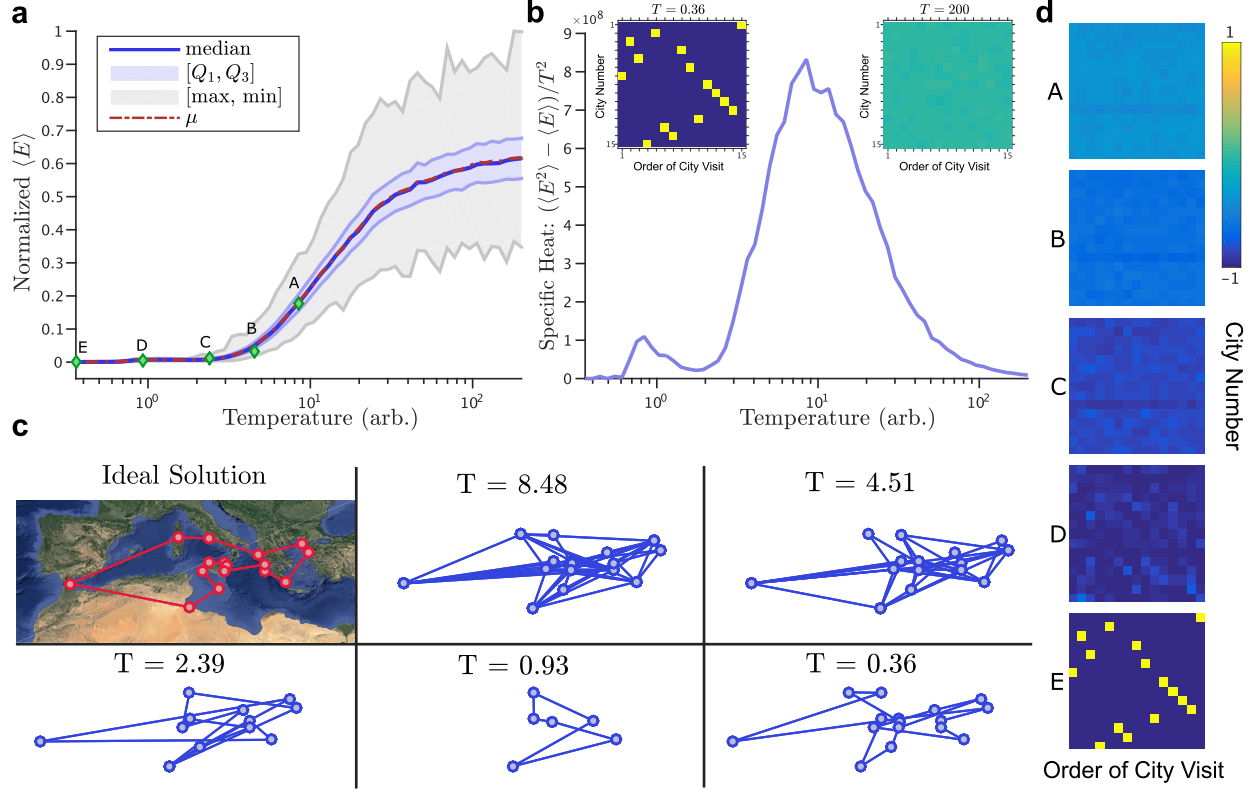 a
Normalized ⟨E⟩
1
0.9
0.8
0.7
0.6
0.5
0.4
0.3
0.2
0.1
0
median
[Q₁, Q₃]
[max, min]
μ
E
D
C
B
A
10⁰
10¹
10²
Temperature (arb.)
b
×10⁸
Specific Heat: (⟨E²⟩ − ⟨E⟩)/T²
9
8
7
6
5
4
3
2
1
0
10⁰
10¹
10²
Temperature (arb.)
T = 0.36
City Number
1
15
1
15
Order of City Visit
T = 200
City Number
1
15
1
15
Order of City Visit
c
Ideal Solution
T = 8.48
T = 4.51
T = 2.39
T = 0.93
T = 0.36
d
A
B
C
D
E
1
−1
City Number
Order of City Visit